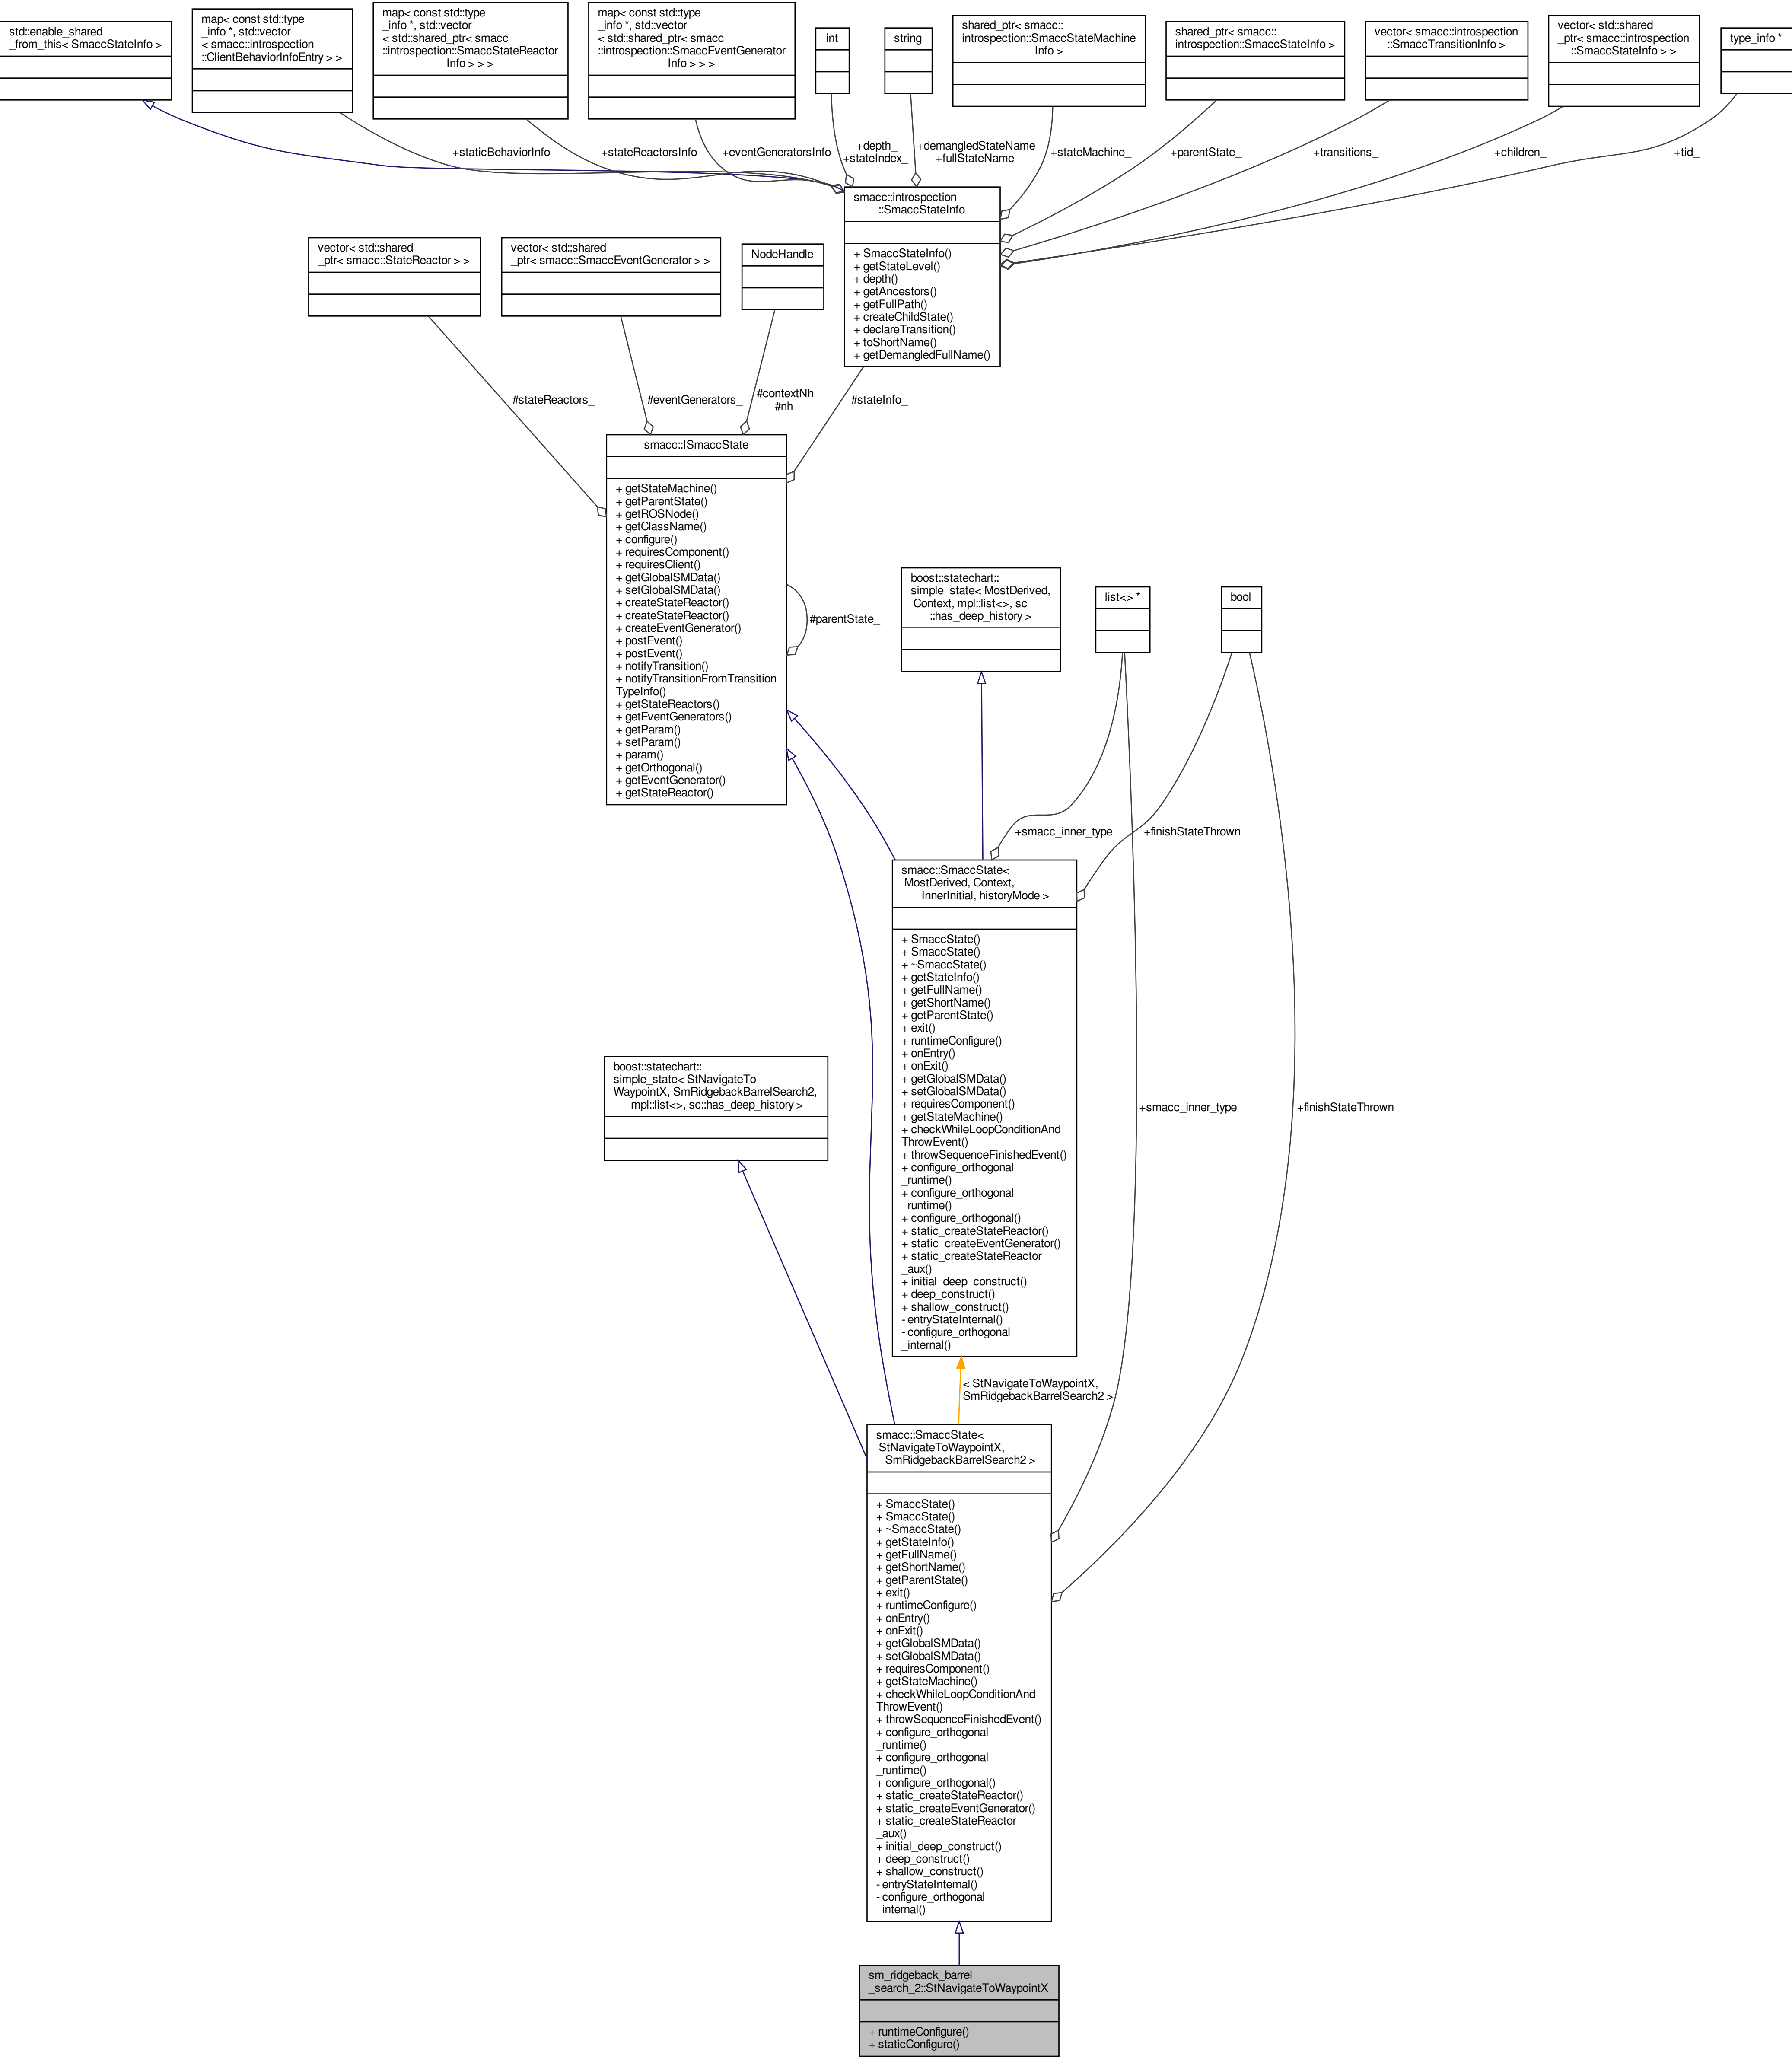 std::enable_shared
_from_this< SmaccStateInfo >
map< const std::type
_info *, std::vector
< smacc::introspection
::ClientBehaviorInfoEntry > >
map< const std::type
_info *, std::vector
< std::shared_ptr< smacc
::introspection::SmaccStateReactor
Info > > >
map< const std::type
_info *, std::vector
< std::shared_ptr< smacc
::introspection::SmaccEventGenerator
Info > > >
int
string
shared_ptr< smacc::
introspection::SmaccStateMachine
Info >
shared_ptr< smacc::
introspection::SmaccStateInfo >
vector< smacc::introspection
::SmaccTransitionInfo >
vector< std::shared
_ptr< smacc::introspection
::SmaccStateInfo > >
type_info *
+staticBehaviorInfo
+stateReactorsInfo
+eventGeneratorsInfo
+depth_
+stateIndex_
+demangledStateName
+fullStateName
+stateMachine_
+parentState_
+transitions_
+children_
+tid_
smacc::introspection
::SmaccStateInfo
+ SmaccStateInfo()
+ getStateLevel()
+ depth()
+ getAncestors()
+ getFullPath()
+ createChildState()
+ declareTransition()
+ toShortName()
+ getDemangledFullName()
vector< std::shared
_ptr< smacc::StateReactor > >
vector< std::shared
_ptr< smacc::SmaccEventGenerator > >
NodeHandle
#stateReactors_
#eventGenerators_
#contextNh
#nh
#stateInfo_
smacc::ISmaccState
+ getStateMachine()
+ getParentState()
+ getROSNode()
+ getClassName()
+ configure()
+ requiresComponent()
+ requiresClient()
+ getGlobalSMData()
+ setGlobalSMData()
+ createStateReactor()
+ createStateReactor()
+ createEventGenerator()
+ postEvent()
+ postEvent()
+ notifyTransition()
+ notifyTransitionFromTransition
TypeInfo()
+ getStateReactors()
+ getEventGenerators()
+ getParam()
+ setParam()
+ param()
+ getOrthogonal()
+ getEventGenerator()
+ getStateReactor()
#parentState_
boost::statechart::
simple_state< MostDerived,
Context, mpl::list<>, sc
::has_deep_history >
list<> *
bool
+smacc_inner_type
+finishStateThrown
smacc::SmaccState<
MostDerived, Context,
InnerInitial, historyMode >
+ SmaccState()
+ SmaccState()
+ ~SmaccState()
+ getStateInfo()
+ getFullName()
+ getShortName()
+ getParentState()
+ exit()
+ runtimeConfigure()
+ onEntry()
+ onExit()
+ getGlobalSMData()
+ setGlobalSMData()
+ requiresComponent()
+ getStateMachine()
+ checkWhileLoopConditionAnd
ThrowEvent()
+ throwSequenceFinishedEvent()
+ configure_orthogonal
_runtime()
+ configure_orthogonal
_runtime()
+ configure_orthogonal()
+ static_createStateReactor()
+ static_createEventGenerator()
+ static_createStateReactor
_aux()
+ initial_deep_construct()
+ deep_construct()
+ shallow_construct()
- entryStateInternal()
- configure_orthogonal
_internal()
boost::statechart::
simple_state< StNavigateTo
WaypointX, SmRidgebackBarrelSearch2,
mpl::list<>, sc::has_deep_history >
+smacc_inner_type
+finishStateThrown
< StNavigateToWaypointX,
SmRidgebackBarrelSearch2 >
smacc::SmaccState<
StNavigateToWaypointX,
SmRidgebackBarrelSearch2 >
+ SmaccState()
+ SmaccState()
+ ~SmaccState()
+ getStateInfo()
+ getFullName()
+ getShortName()
+ getParentState()
+ exit()
+ runtimeConfigure()
+ onEntry()
+ onExit()
+ getGlobalSMData()
+ setGlobalSMData()
+ requiresComponent()
+ getStateMachine()
+ checkWhileLoopConditionAnd
ThrowEvent()
+ throwSequenceFinishedEvent()
+ configure_orthogonal
_runtime()
+ configure_orthogonal
_runtime()
+ configure_orthogonal()
+ static_createStateReactor()
+ static_createEventGenerator()
+ static_createStateReactor
_aux()
+ initial_deep_construct()
+ deep_construct()
+ shallow_construct()
- entryStateInternal()
- configure_orthogonal
_internal()
sm_ridgeback_barrel
_search_2::StNavigateToWaypointX
+ runtimeConfigure()
+ staticConfigure()